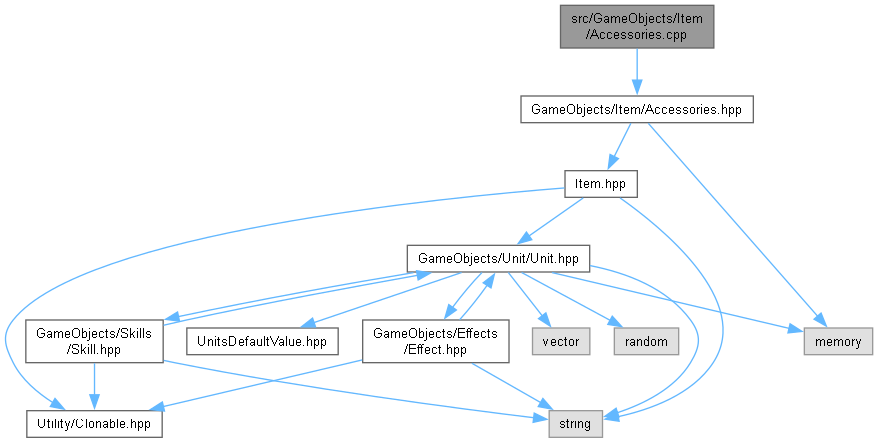 src/GameObjects/Item
/Accessories.cpp
GameObjects/Item/Accessories.hpp
Item.hpp
GameObjects/Unit/Unit.hpp
GameObjects/Skills
/Skill.hpp
UnitsDefaultValue.hpp
GameObjects/Effects
/Effect.hpp
vector
random
memory
Utility/Clonable.hpp
string